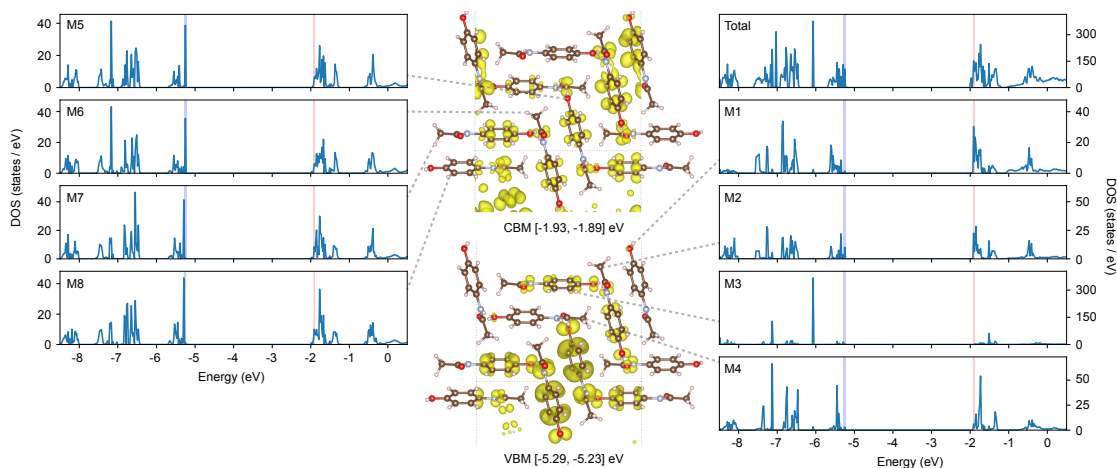 M5
40
20
0
M6
40
20
0
M7
40
20
0
M8
40
20
0
DOS (states / eV)
-8 -7 -6 -5 -4 -3 -2 -1 0
Energy (eV)
CBM [-1.93, -1.89] eV
VBM [-5.29, -5.23] eV
Total
300
150
0
M1
40
20
0
M2
50
25
0
M3
300
150
0
M4
50
25
0
DOS (states / eV)
-8 -7 -6 -5 -4 -3 -2 -1 0
Energy (eV)